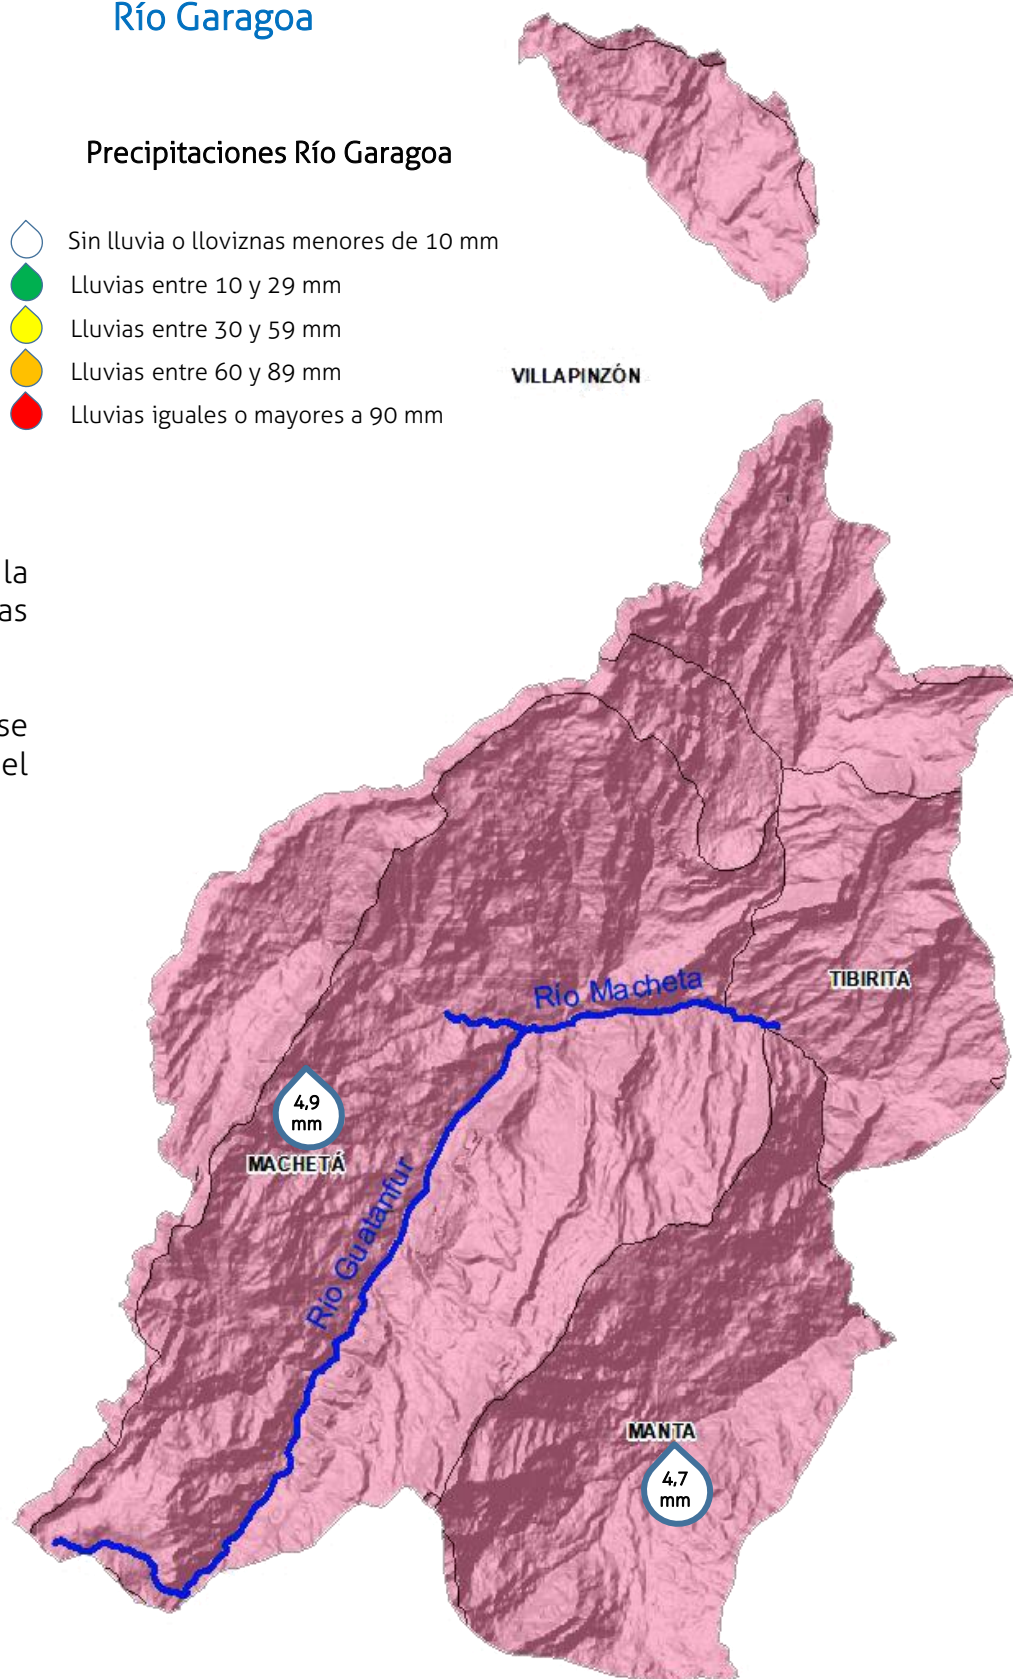 Río Garagoa
Precipitaciones Río Garagoa
Sin lluvia o lloviznas menores de 10 mm
Lluvias entre 10 y 29 mm
Lluvias entre 30 y 59 mm
Lluvias entre 60 y 89 mm
Lluvias iguales o mayores a 90 mm
VILLAPINZÓN
la
as
se
el
Río Macheta
TIBIRITA
4,9
mm
MACHETÁ
Río Guatanfur
MANTA
4,7
mm